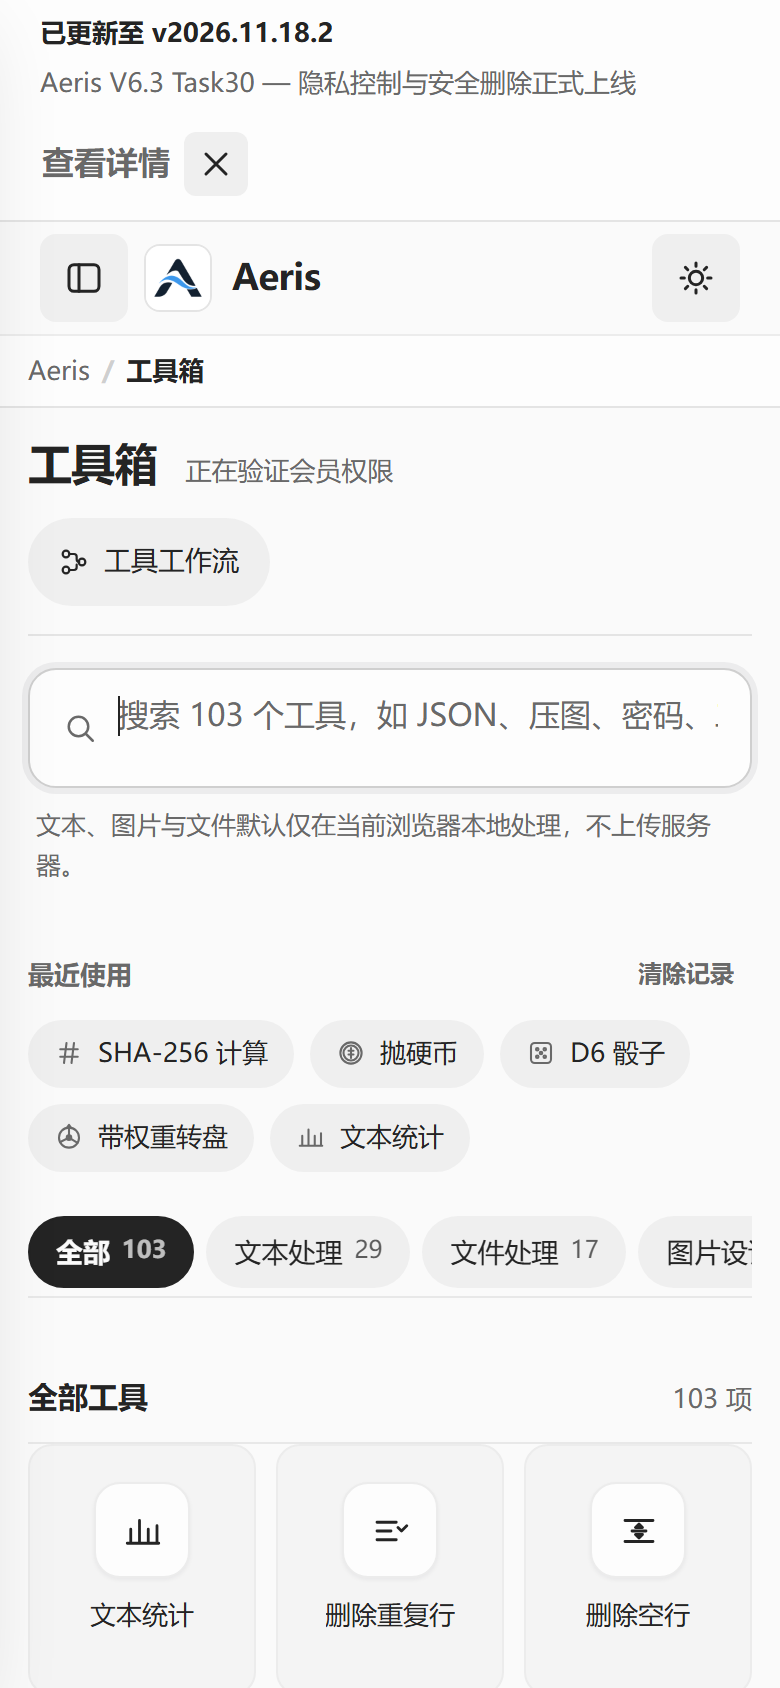 已更新至 v2026.11.18.2
Aeris V6.3 Task30 — 隐私控制与安全删除正式上线
查看详情
Aeris
Aeris / 工具箱
工具箱 正在验证会员权限
工具工作流
搜索 103 个工具，如 JSON、压图、密码、
文本、图片与文件默认仅在当前浏览器本地处理，不上传服务
器。
最近使用 清除记录
SHA-256 计算 抛硬币 D6 骰子
带权重转盘 文本统计
全部 103 文本处理 29 文件处理 17 图片设
全部工具 103 项
文本统计 删除重复行 删除空行